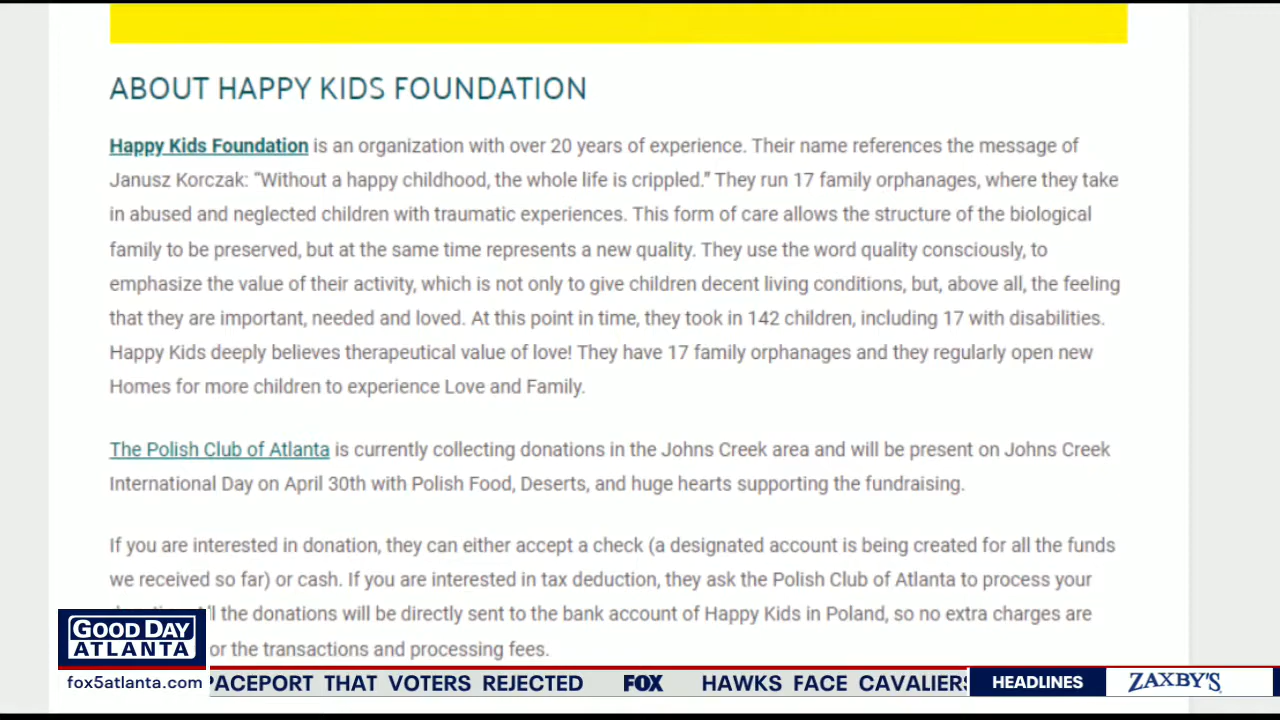 ABOUT HAPPY KIDS FOUNDATION
Happy Kids Foundation is an organization with over 20 years of experience. Their name references the message of
Janusz Korczak: “Without a happy childhood, the whole life is crippled.” They run 17 family orphanages, where they take
in abused and neglected children with traumatic experiences. This form of care allows the structure of the biological
family to be preserved, but at the same time represents a new quality. They use the word quality consciously, to
emphasize the value of their activity, which is not only to give children decent living conditions, but, above all, the feeling
that they are important, needed and loved. At this point in time, they took in 142 children, including 17 with disabilities.
Happy Kids deeply believes therapeutical value of love! They have 17 family orphanages and they regularly open new
Homes for more children to experience Love and Family.
The Polish Club of Atlanta is currently collecting donations in the Johns Creek area and will be present on Johns Creek
International Day on April 30th with Polish Food, Deserts, and huge hearts supporting the fundraising.
If you are interested in donation, they can either accept a check (a designated account is being created for all the funds
we received so far) or cash. If you are interested in tax deduction, they ask the Polish Club of Atlanta to process your
the donations will be directly sent to the bank account of Happy Kids in Poland, so no extra charges are
or the transactions and processing fees.
GOOD DAY
ATLANTA
fox5atlanta.com
PACEPORT THAT VOTERS REJECTED FOX HAWKS FACE CAVALIERS
HEADLINES
ZAXBY'S